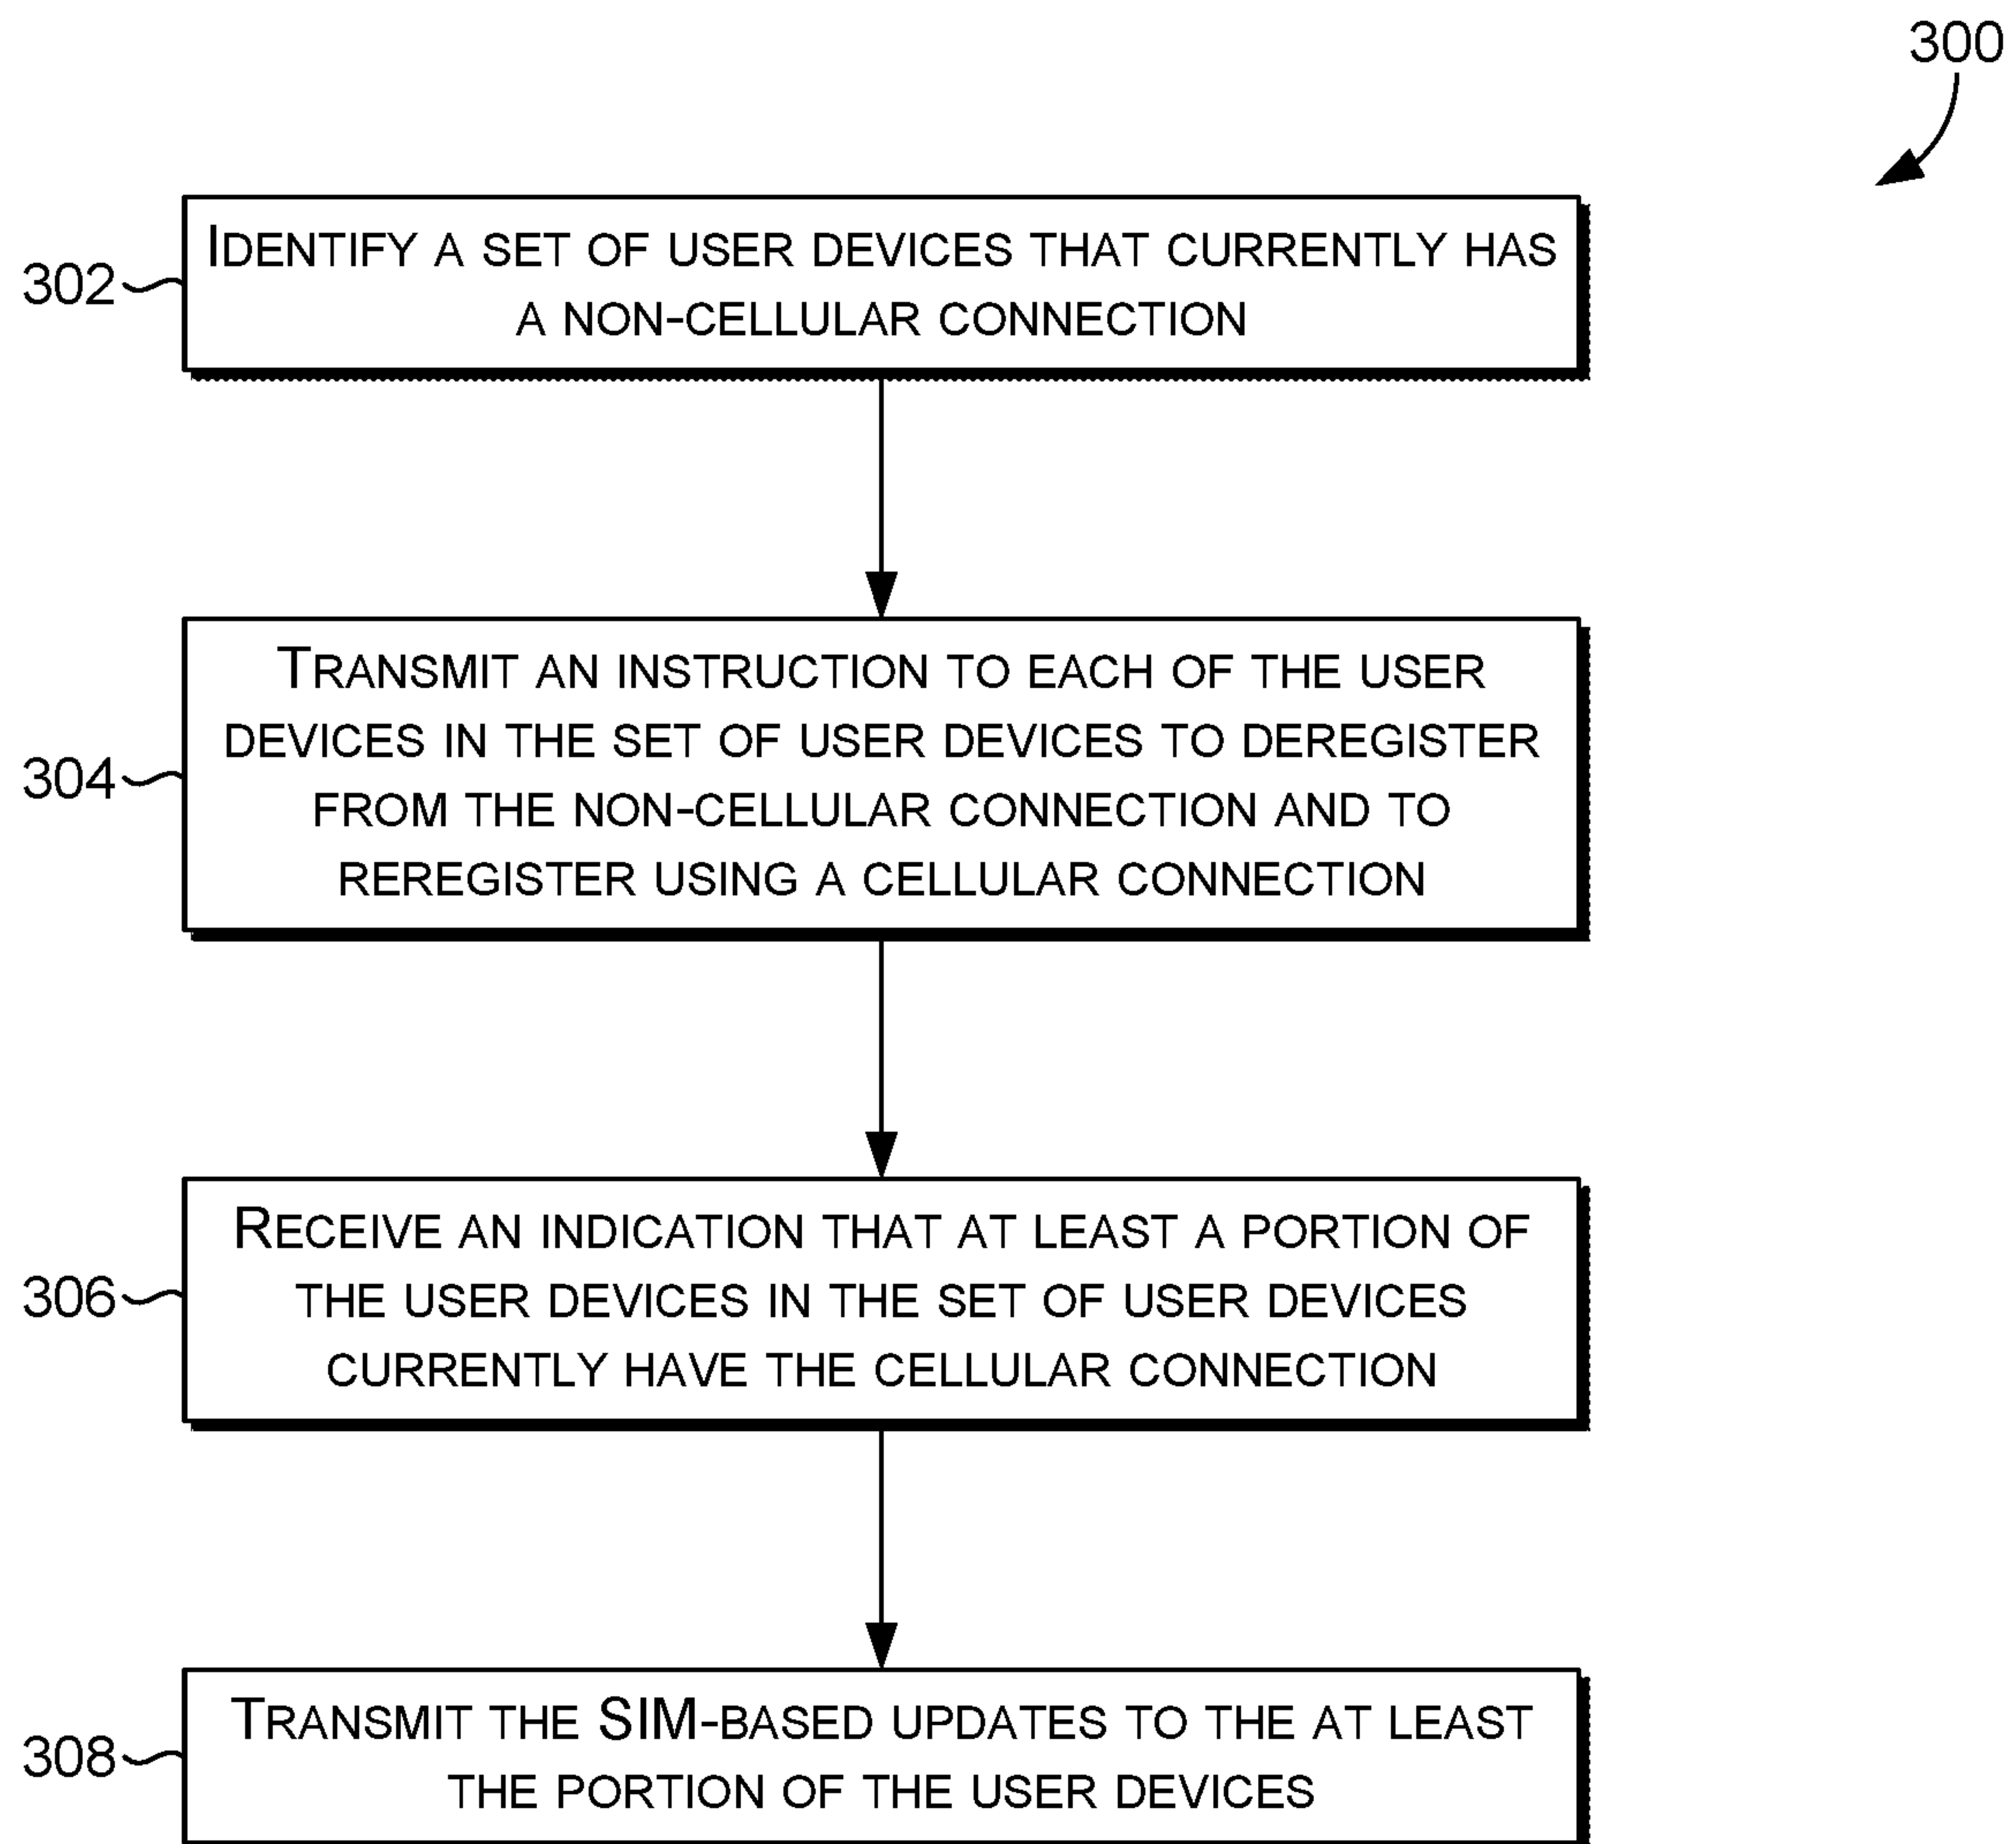 300
302
IDENTIFY A SET OF USER DEVICES THAT CURRENTLY HAS
A NON-CELLULAR CONNECTION
304
TRANSMIT AN INSTRUCTION TO EACH OF THE USER
DEVICES IN THE SET OF USER DEVICES TO DEREGISTER
FROM THE NON-CELLULAR CONNECTION AND TO
REREGISTER USING A CELLULAR CONNECTION
306
RECEIVE AN INDICATION THAT AT LEAST A PORTION OF
THE USER DEVICES IN THE SET OF USER DEVICES
CURRENTLY HAVE THE CELLULAR CONNECTION
308
TRANSMIT THE SIM-BASED UPDATES TO THE AT LEAST
THE PORTION OF THE USER DEVICES